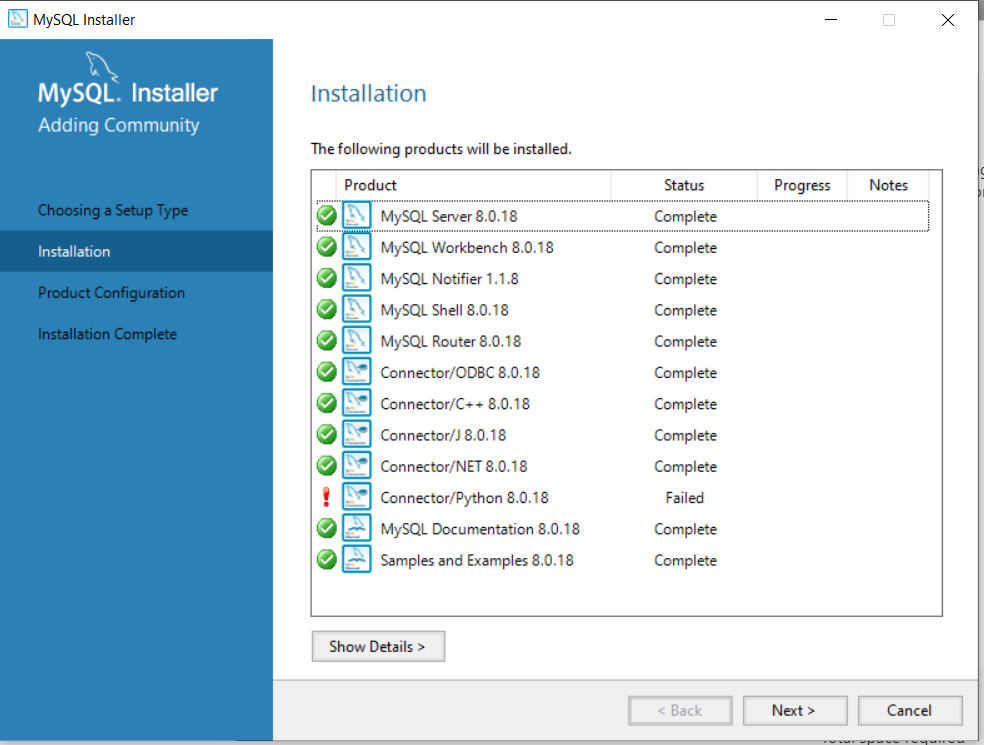 MySQL Installer
MySQL. Installer
Adding Community
Choosing a Setup Type
Installation
Product Configuration
Installation Complete
Installation
The following products will be installed.
Product Status Progress Notes
MySQL Server 8.0.18 Complete
MySQL Workbench 8.0.18 Complete
MySQL Notifier 1.1.8 Complete
MySQL Shell 8.0.18 Complete
MySQL Router 8.0.18 Complete
Connector/ODBC 8.0.18 Complete
Connector/C++ 8.0.18 Complete
Connector/J 8.0.18 Complete
Connector/NET 8.0.18 Complete
Connector/Python 8.0.18 Failed
MySQL Documentation 8.0.18 Complete
Samples and Examples 8.0.18 Complete
Show Details >
< Back Next > Cancel